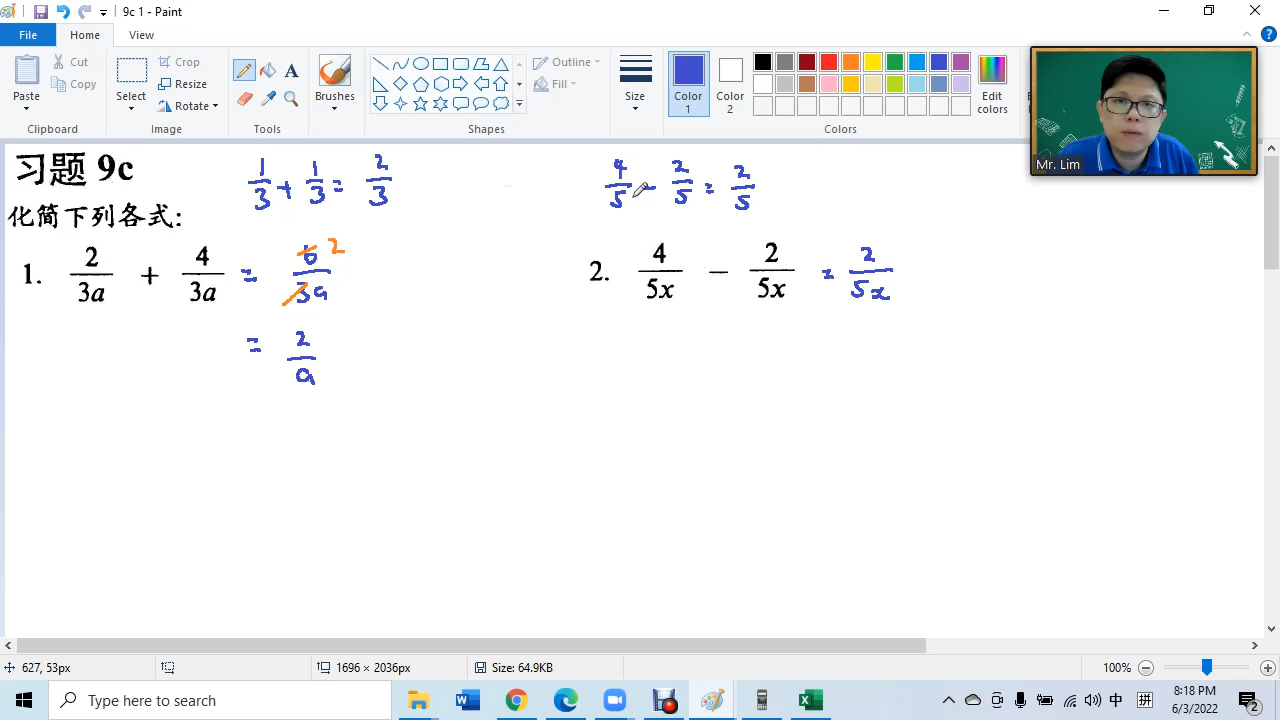 9c 1 - Paint
File Home View
Cut
Copy
Paste
Clipboard
Select
Crop
Resize
Rotate
Image
A
Tools
Brushes
Outline
Fill
Shapes
Size
Color 1
Color 2
Edit colors
Colors
Mr. Lim
习题 9c
1/3 + 1/3 = 2/3
4/5 - 2/5 = 2/5
化简下列各式:
1. 2/3a + 4/3a = 6/3a 2
= 2/a
2. 4/5x − 2/5x = 2/5x
627, 53px
1696 × 2036px
Size: 64.9KB
100%
Type here to search
中
拼
8:18 PM
6/3/2022
2